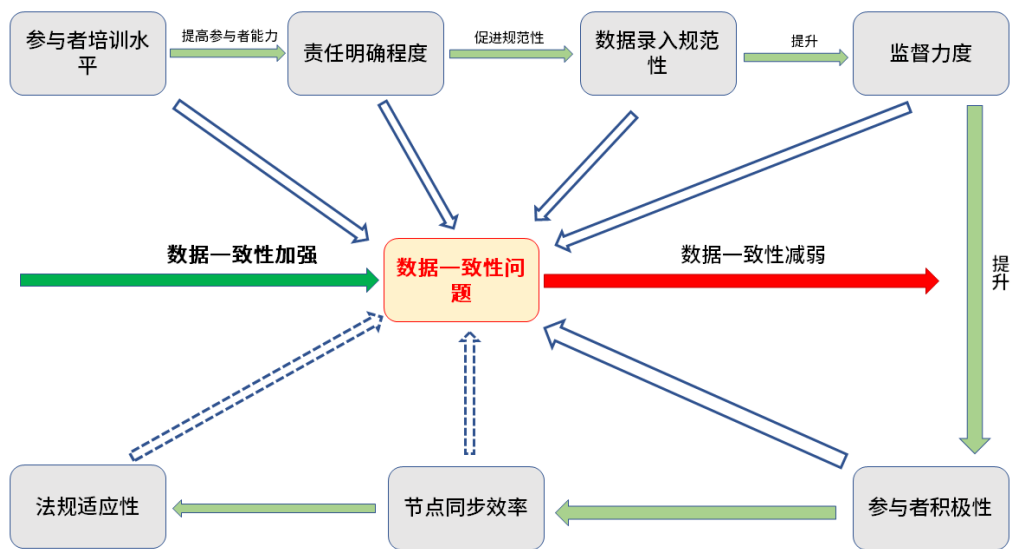 参与者培训水
平
提高参与者能力
责任明确程度
促进规范性
数据录入规范
性
提升
监督力度
数据一致性加强
数据一致性问
题
数据一致性减弱
提
升
法规适应性
节点同步效率
参与者积极性